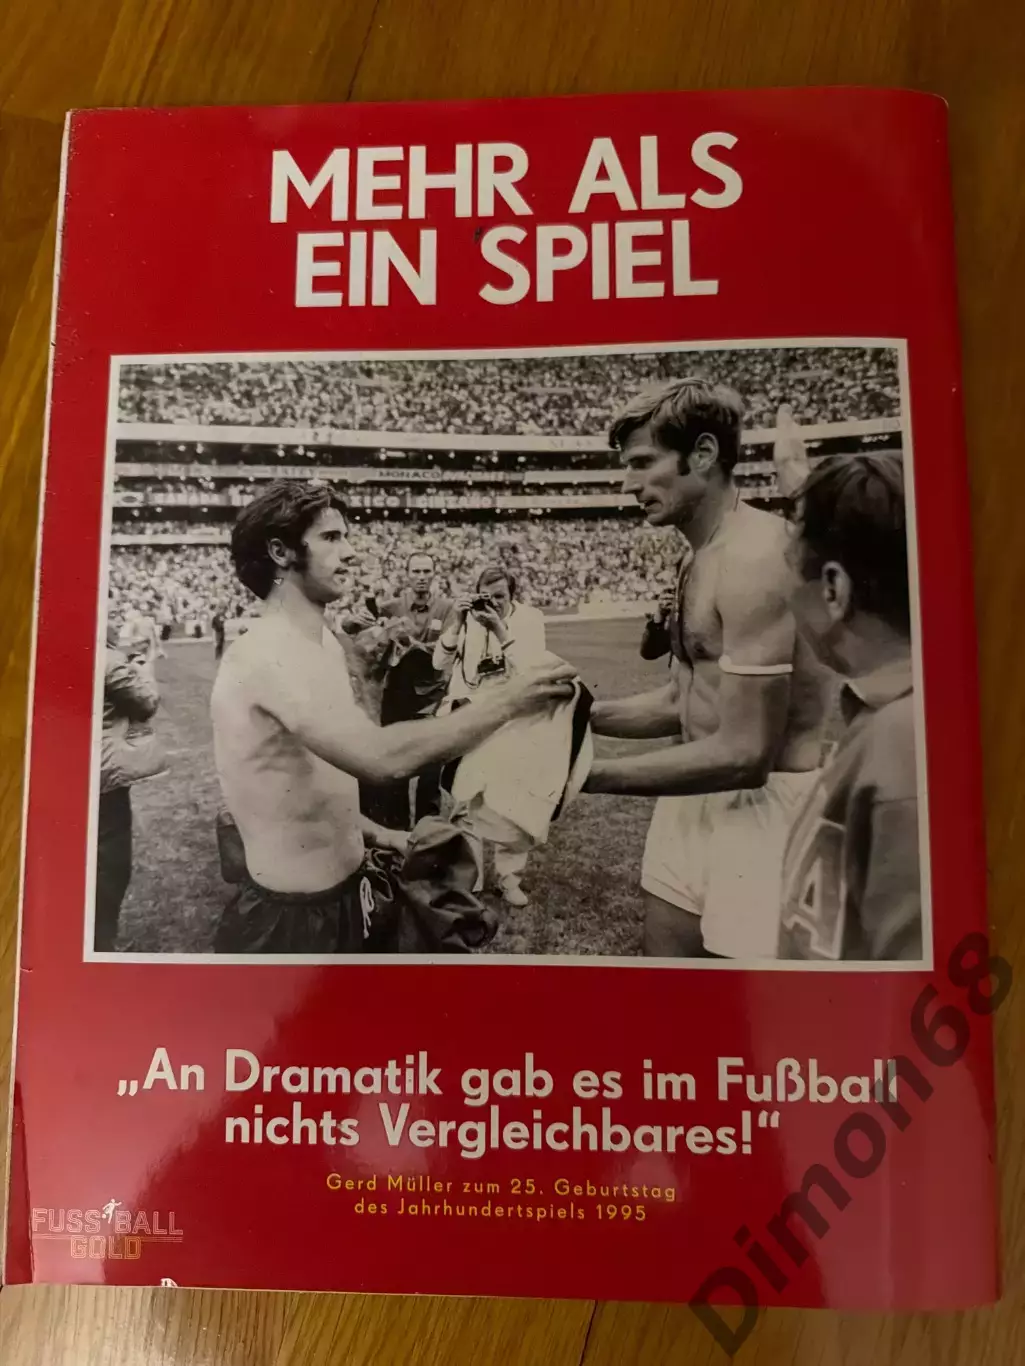 MEHR ALS
EIN SPIEL
MONACO
„An Dramatik gab es im Fußball
nichts Vergleichbares!“
Gerd Müller zum 25. Geburtstag
des Jahrhundertspiels 1995
FUSSBALL
GOLD
Dimon68